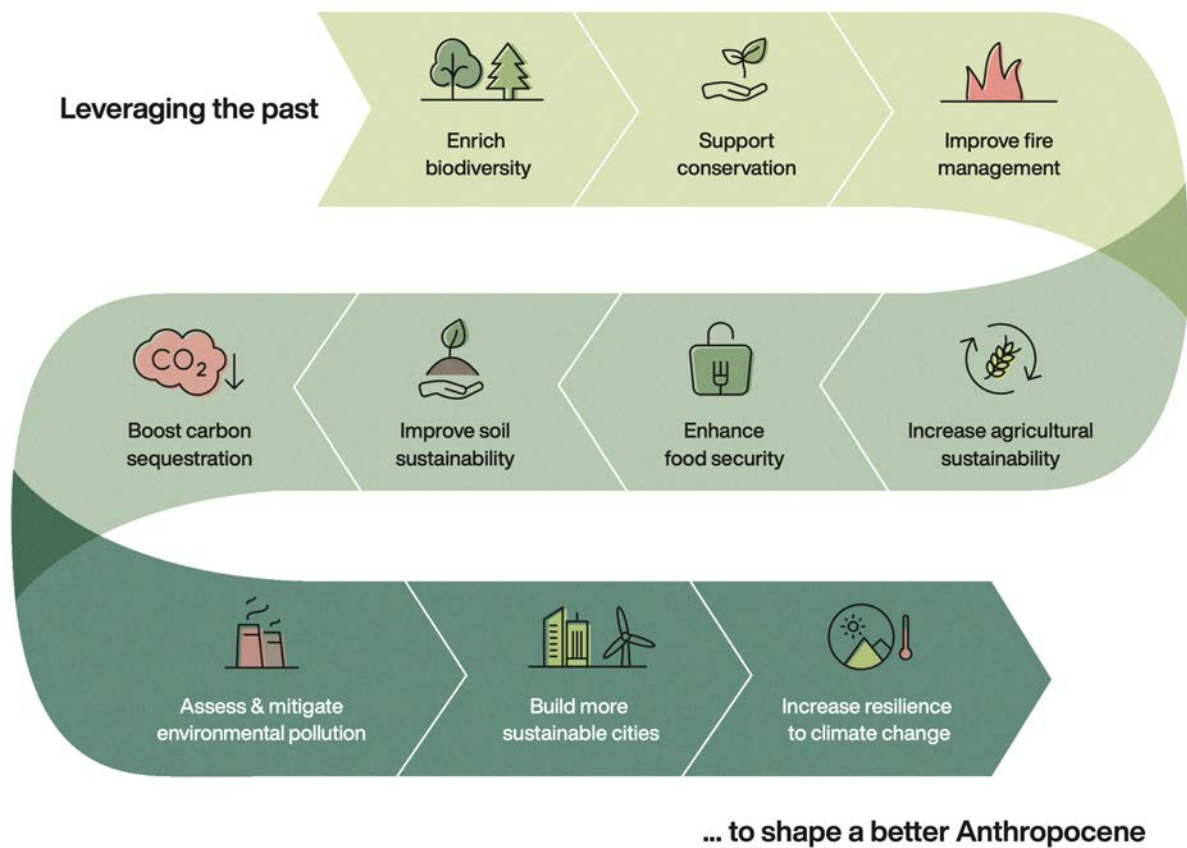 Leveraging the past
Enrich
biodiversity
Support
conservation
Improve fire
management
Increase agricultural
sustainability
Enhance
food security
Improve soil
sustainability
CO₂
Boost carbon
sequestration
Assess & mitigate
environmental pollution
Build more
sustainable cities
Increase resilience
to climate change
... to shape a better Anthropocene